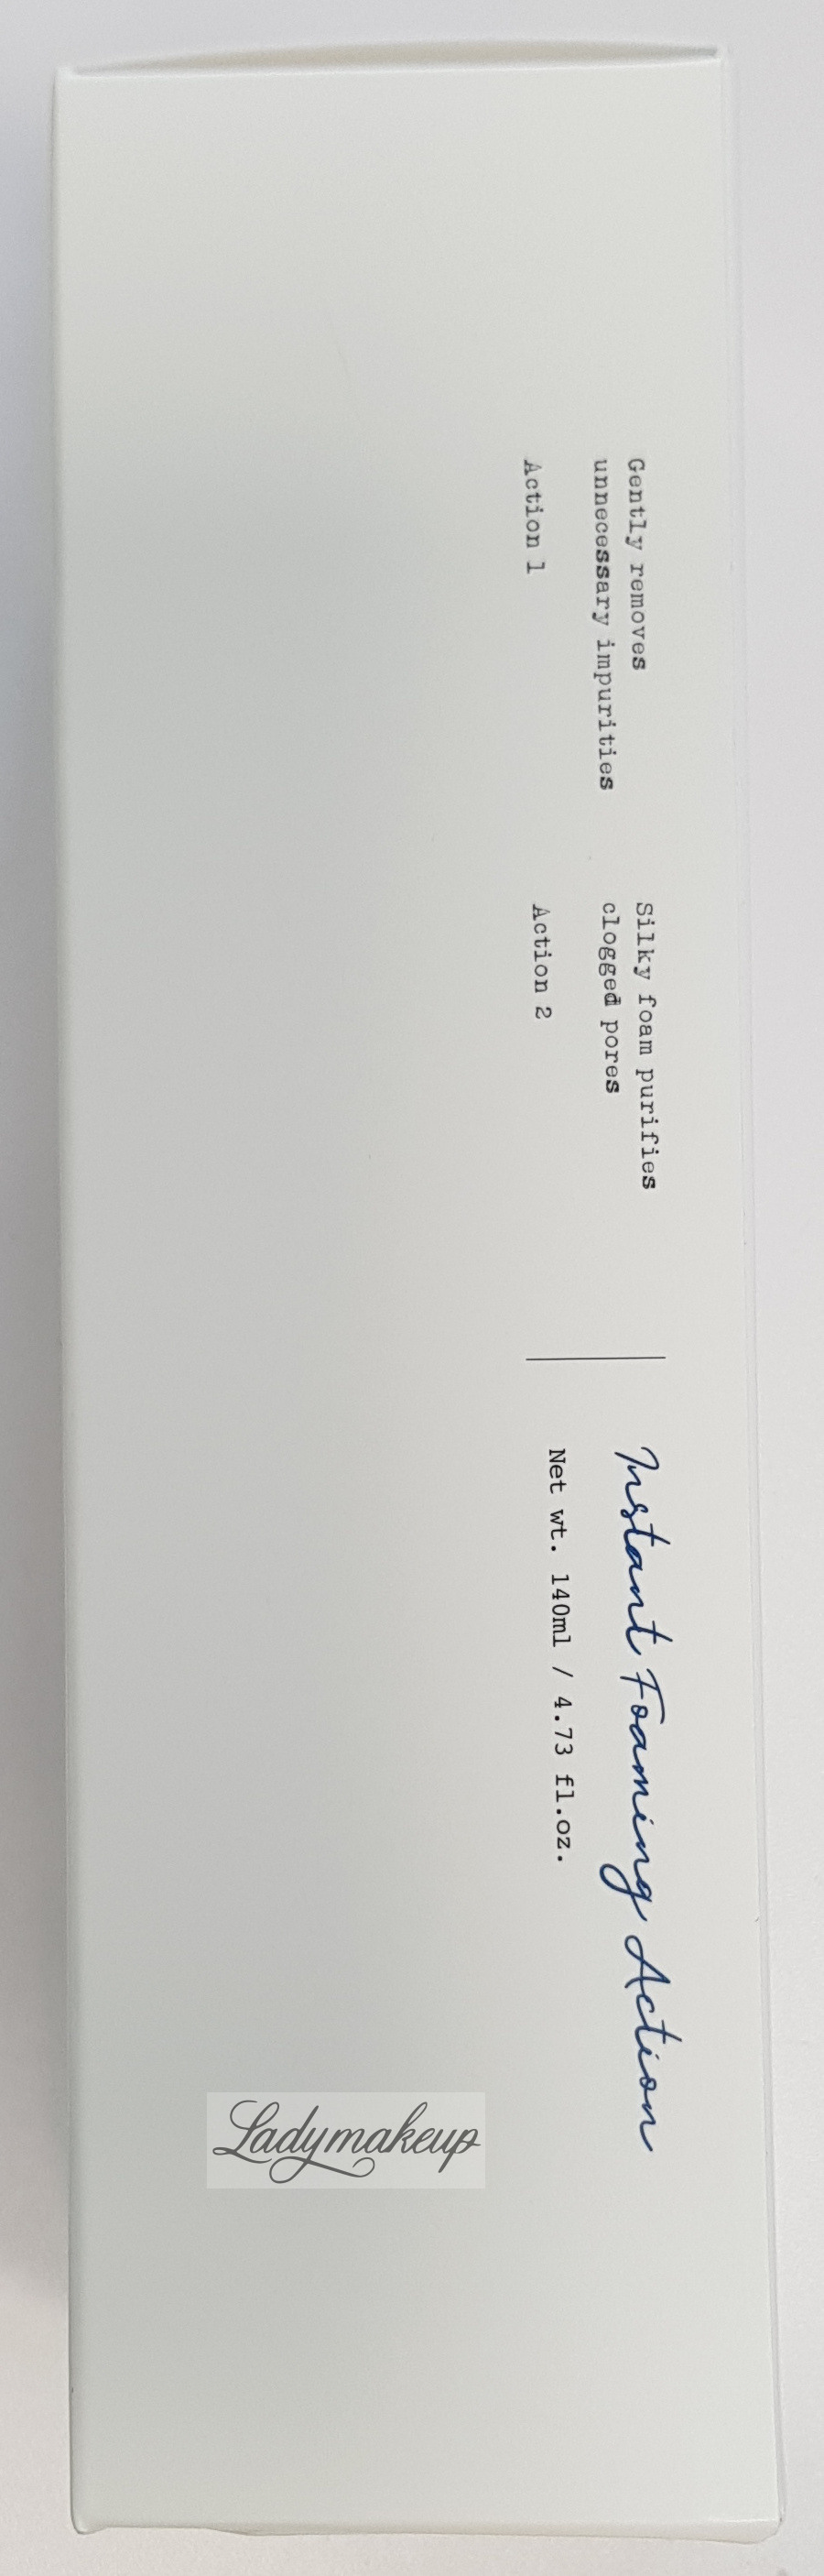 Gently removes
unnecessary impurities
Action 1
Silky foam purifies
clogged pores
Action 2
Instant Foaming Action
Net wt. 140ml / 4.73 fl.oz.
Ladymakeup